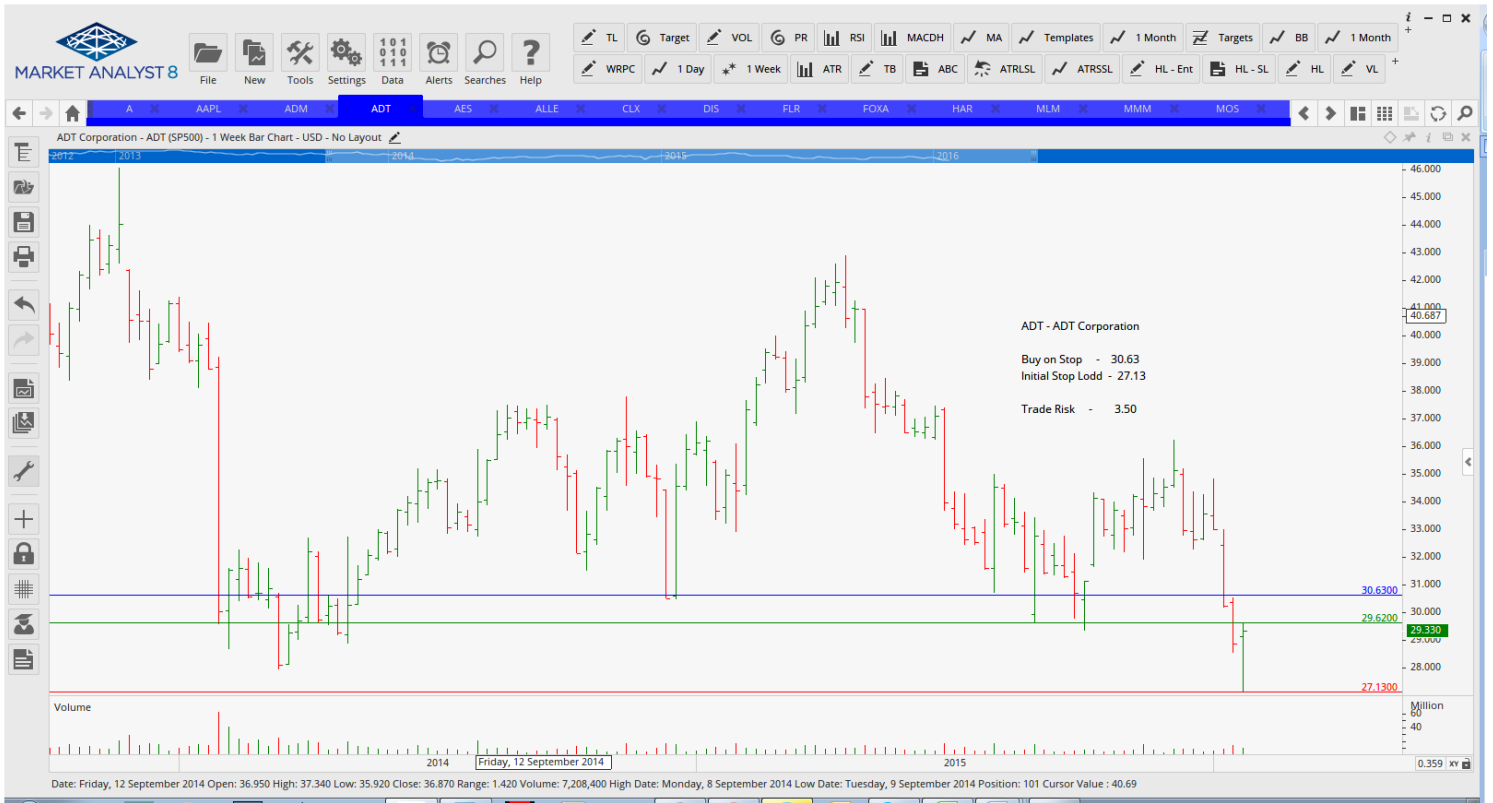 i
TL Target VOL PR RSI MACDH MA Templates 1 Month Targets BB 1 Month +
MARKET ANALYST 8
File New Tools Settings Data Alerts Searches Help
WRPC 1 Day 1 Week ATR TB ABC ATRLSL ATRSSL HL - Ent HL - SL HL VL +
A AAPL ADM ADT AES ALLE CLX DIS FLR FOXA HAR MLM MMM MOS
ADT Corporation - ADT (SP500) - 1 Week Bar Chart - USD - No Layout
2012 2013 2014 2015 2016
46.000
45.000
44.000
43.000
42.000
41.000
40.687
40.000
39.000
38.000
37.000
36.000
35.000
34.000
33.000
32.000
31.000
30.000
29.330
29.000
28.000
ADT - ADT Corporation
Buy on Stop - 30.63
Initial Stop Lodd - 27.13
Trade Risk - 3.50
30.6300
29.6200
27.1300
Volume
Million
60
40
2014 Friday, 12 September 2014 2015
0.359 XY
Date: Friday, 12 September 2014 Open: 36.950 High: 37.340 Low: 35.920 Close: 36.870 Range: 1.420 Volume: 7,208,400 High Date: Monday, 8 September 2014 Low Date: Tuesday, 9 September 2014 Position: 101 Cursor Value : 40.69